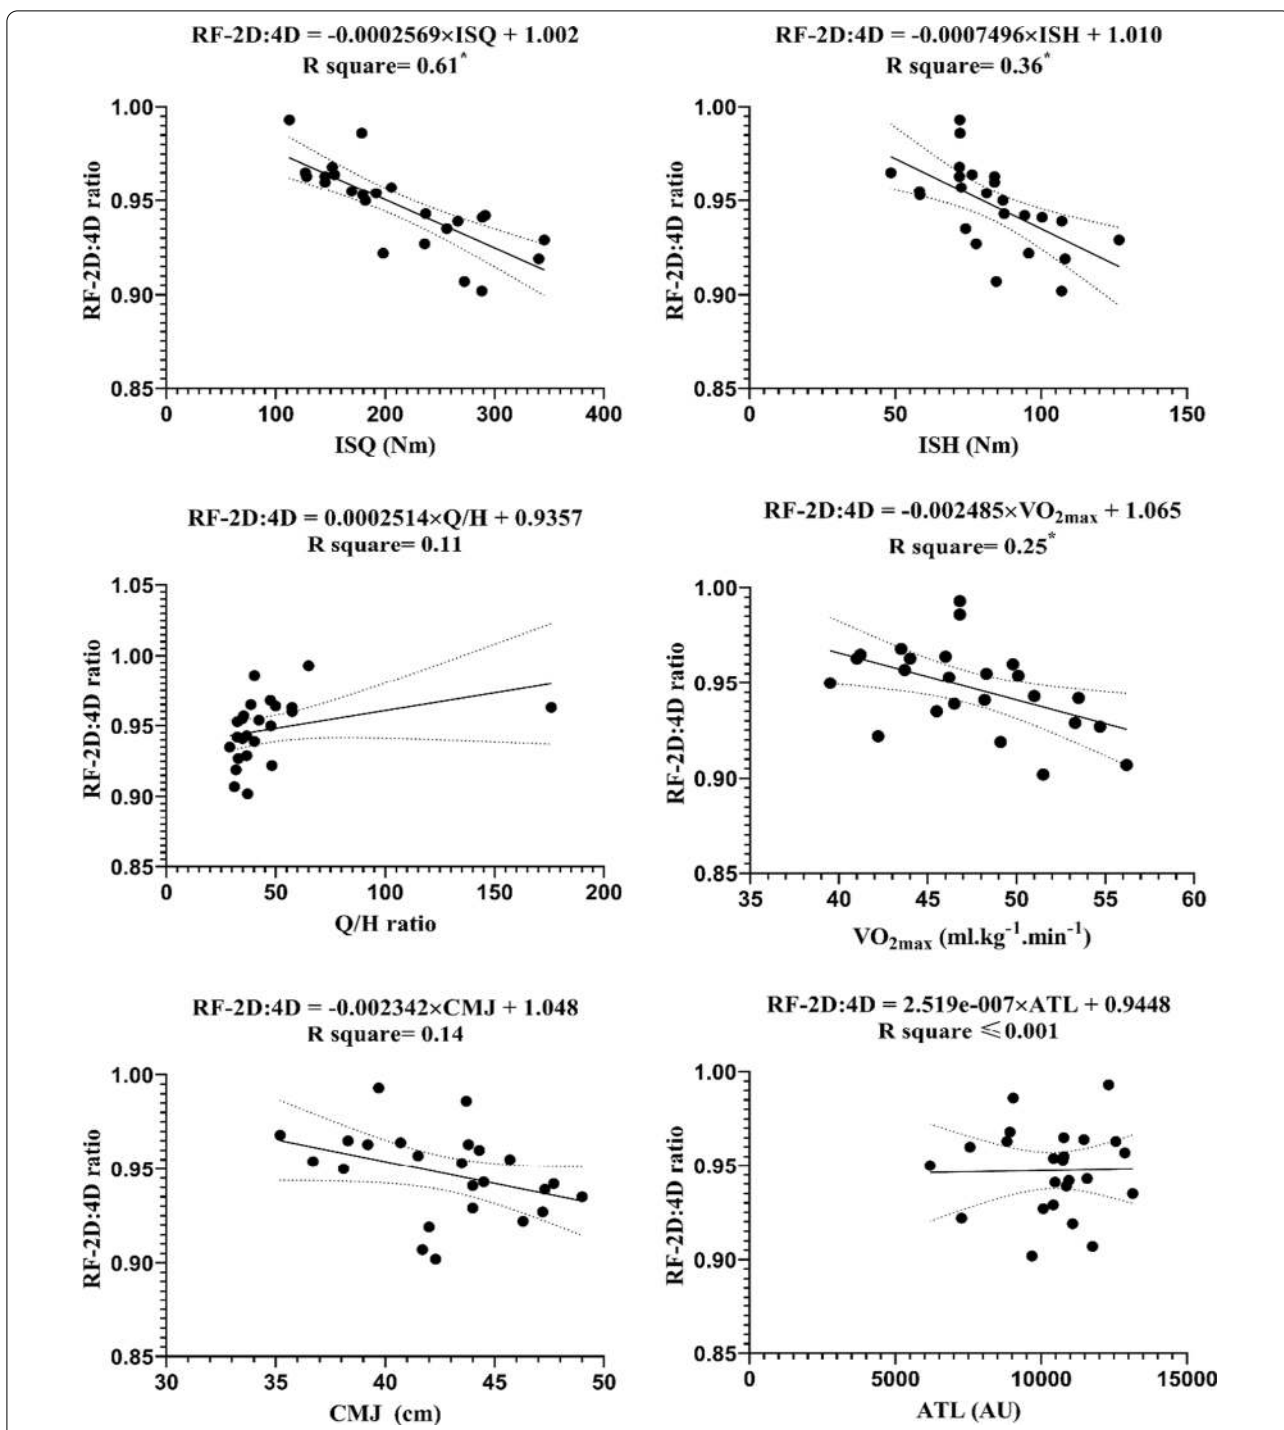 RF-2D:4D = -0.0002569×ISQ + 1.002
R square= 0.61*
RF-2D:4D ratio
1.00
0.95
0.90
0.85
0 100 200 300 400
ISQ (Nm)
RF-2D:4D = -0.0007496×ISH + 1.010
R square= 0.36*
RF-2D:4D ratio
1.00
0.95
0.90
0.85
0 50 100 150
ISH (Nm)
RF-2D:4D = 0.0002514×Q/H + 0.9357
R square= 0.11
RF-2D:4D ratio
1.05
1.00
0.95
0.90
0.85
0 50 100 150 200
Q/H ratio
RF-2D:4D = -0.002485×VO2max + 1.065
R square= 0.25*
RF-2D:4D ratio
1.00
0.95
0.90
0.85
35 40 45 50 55 60
VO2max (ml.kg-1.min-1)
RF-2D:4D = -0.002342×CMJ + 1.048
R square= 0.14
RF-2D:4D ratio
1.00
0.95
0.90
0.85
30 35 40 45 50
CMJ (cm)
RF-2D:4D = 2.519e-007×ATL + 0.9448
R square ⩽0.001
RF-2D:4D ratio
1.00
0.95
0.90
0.85
0 5000 10000 15000
ATL (AU)